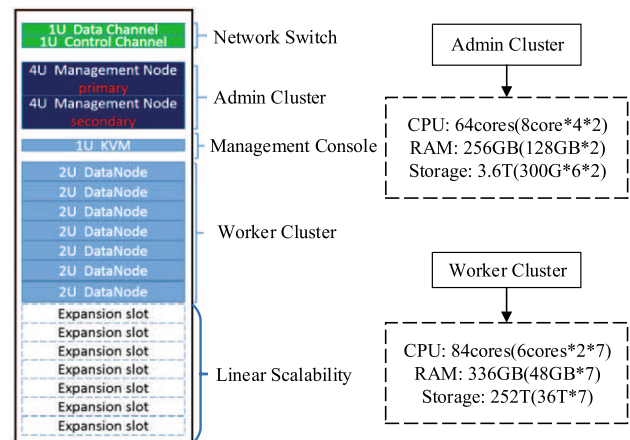 1U Data Channel
1U Control Channel
Network Switch
4U Management Node
primary
4U Management Node
secondary
Admin Cluster
1U KVM
Management Console
2U DataNode
2U DataNode
2U DataNode
2U DataNode
2U DataNode
2U DataNode
2U DataNode
Worker Cluster
Expansion slot
Expansion slot
Expansion slot
Expansion slot
Expansion slot
Expansion slot
Expansion slot
Linear Scalability
Admin Cluster
CPU: 64cores(8core*4*2)
RAM: 256GB(128GB*2)
Storage: 3.6T(300G*6*2)
Worker Cluster
CPU: 84cores(6cores*2*7)
RAM: 336GB(48GB*7)
Storage: 252T(36T*7)